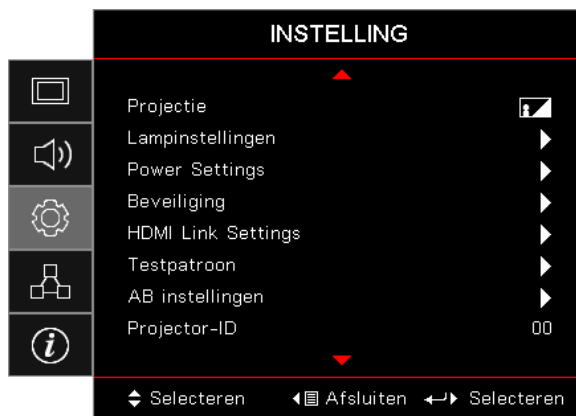 INSTELLING
Projectie
Lampinstellingen
Power Settings
Beveiliging
HDMI Link Settings
Testpatroon
AB instellingen
Projector-ID 00
Selecteren Afsluiten Selecteren